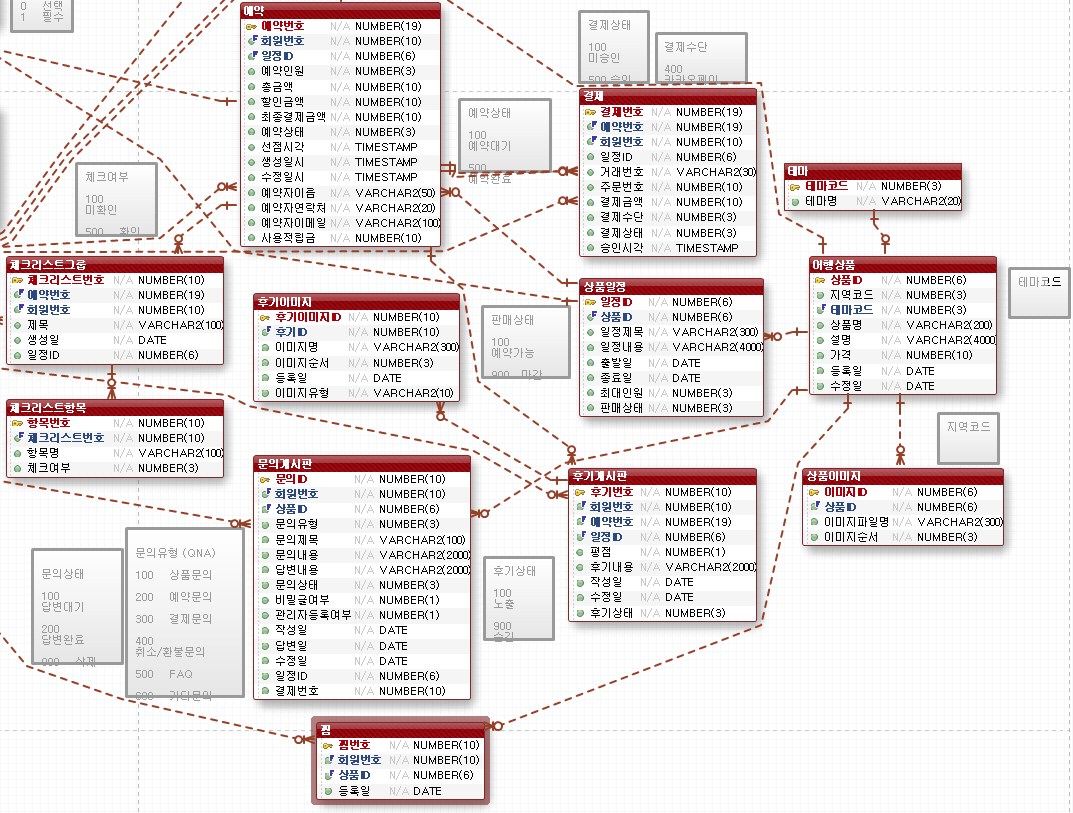 0 선택
1 필수
예약
예약번호 N/A NUMBER(19)
회원번호 N/A NUMBER(10)
일정ID N/A NUMBER(6)
예약인원 N/A NUMBER(3)
총금액 N/A NUMBER(10)
할인금액 N/A NUMBER(10)
최종결제금액 N/A NUMBER(10)
예약상태 N/A NUMBER(3)
선점시각 N/A TIMESTAMP
생성일시 N/A TIMESTAMP
수정일시 N/A TIMESTAMP
예약자이름 N/A VARCHAR2(50)
예약자연락처 N/A VARCHAR2(20)
예약자이메일 N/A VARCHAR2(100)
사용적립금 N/A NUMBER(10)
결제상태
100
미승인
500 승인
결제수단
400
카카오페이
예약상태
100
예약대기
500
예약완료
결제
결제번호 N/A NUMBER(19)
예약번호 N/A NUMBER(19)
회원번호 N/A NUMBER(10)
일정ID N/A NUMBER(6)
거래번호 N/A VARCHAR2(30)
주문번호 N/A NUMBER(10)
결제금액 N/A NUMBER(10)
결제수단 N/A NUMBER(3)
결제상태 N/A NUMBER(3)
승인시각 N/A TIMESTAMP
체크여부
100
미확인
500 확인
테마
테마코드 N/A NUMBER(3)
테마명 N/A VARCHAR2(20)
체크리스트그룹
체크리스트번호 N/A NUMBER(10)
예약번호 N/A NUMBER(19)
회원번호 N/A NUMBER(10)
제목 N/A VARCHAR2(100)
생성일 N/A DATE
일정ID N/A NUMBER(6)
여행상품
상품ID N/A NUMBER(6)
지역코드 N/A NUMBER(3)
테마코드 N/A NUMBER(3)
상품명 N/A VARCHAR2(200)
설명 N/A VARCHAR2(4000)
가격 N/A NUMBER(10)
등록일 N/A DATE
수정일 N/A DATE
테마코드
후기이미지
후기이미지ID N/A NUMBER(10)
후기ID N/A NUMBER(10)
이미지명 N/A VARCHAR2(300)
이미지순서 N/A NUMBER(3)
등록일 N/A DATE
이미지유형 N/A VARCHAR2(10)
판매상태
100
예약가능
900 마감
상품일정
일정ID N/A NUMBER(6)
상품ID N/A NUMBER(6)
일정제목 N/A VARCHAR2(300)
일정내용 N/A VARCHAR2(4000)
출발일 N/A DATE
종료일 N/A DATE
최대인원 N/A NUMBER(3)
판매상태 N/A NUMBER(3)
체크리스트항목
항목번호 N/A NUMBER(10)
체크리스트번호 N/A NUMBER(10)
항목명 N/A VARCHAR2(100)
체크여부 N/A NUMBER(3)
지역코드
문의게시판
문의ID N/A NUMBER(10)
회원번호 N/A NUMBER(10)
상품ID N/A NUMBER(6)
문의유형 N/A NUMBER(3)
문의제목 N/A VARCHAR2(100)
문의내용 N/A VARCHAR2(2000)
답변내용 N/A VARCHAR2(2000)
문의상태 N/A NUMBER(3)
비밀글여부 N/A NUMBER(1)
관리자등록여부 N/A NUMBER(1)
작성일 N/A DATE
답변일 N/A DATE
수정일 N/A DATE
일정ID N/A NUMBER(6)
결제번호 N/A NUMBER(10)
후기게시판
후기번호 N/A NUMBER(10)
회원번호 N/A NUMBER(10)
예약번호 N/A NUMBER(19)
일정ID N/A NUMBER(6)
평점 N/A NUMBER(1)
후기내용 N/A VARCHAR2(2000)
작성일 N/A DATE
수정일 N/A DATE
후기상태 N/A NUMBER(3)
상품이미지
이미지ID N/A NUMBER(6)
상품ID N/A NUMBER(6)
이미지파일명 N/A VARCHAR2(300)
이미지순서 N/A NUMBER(3)
문의상태
100
답변대기
200
답변완료
900 삭제
문의유형 (QNA)
100 상품문의
200 예약문의
300 결제문의
400
취소/환불문의
500 FAQ
600 기타문의
후기상태
100
노출
900
숨김
찜
찜번호 N/A NUMBER(10)
회원번호 N/A NUMBER(10)
상품ID N/A NUMBER(6)
등록일 N/A DATE